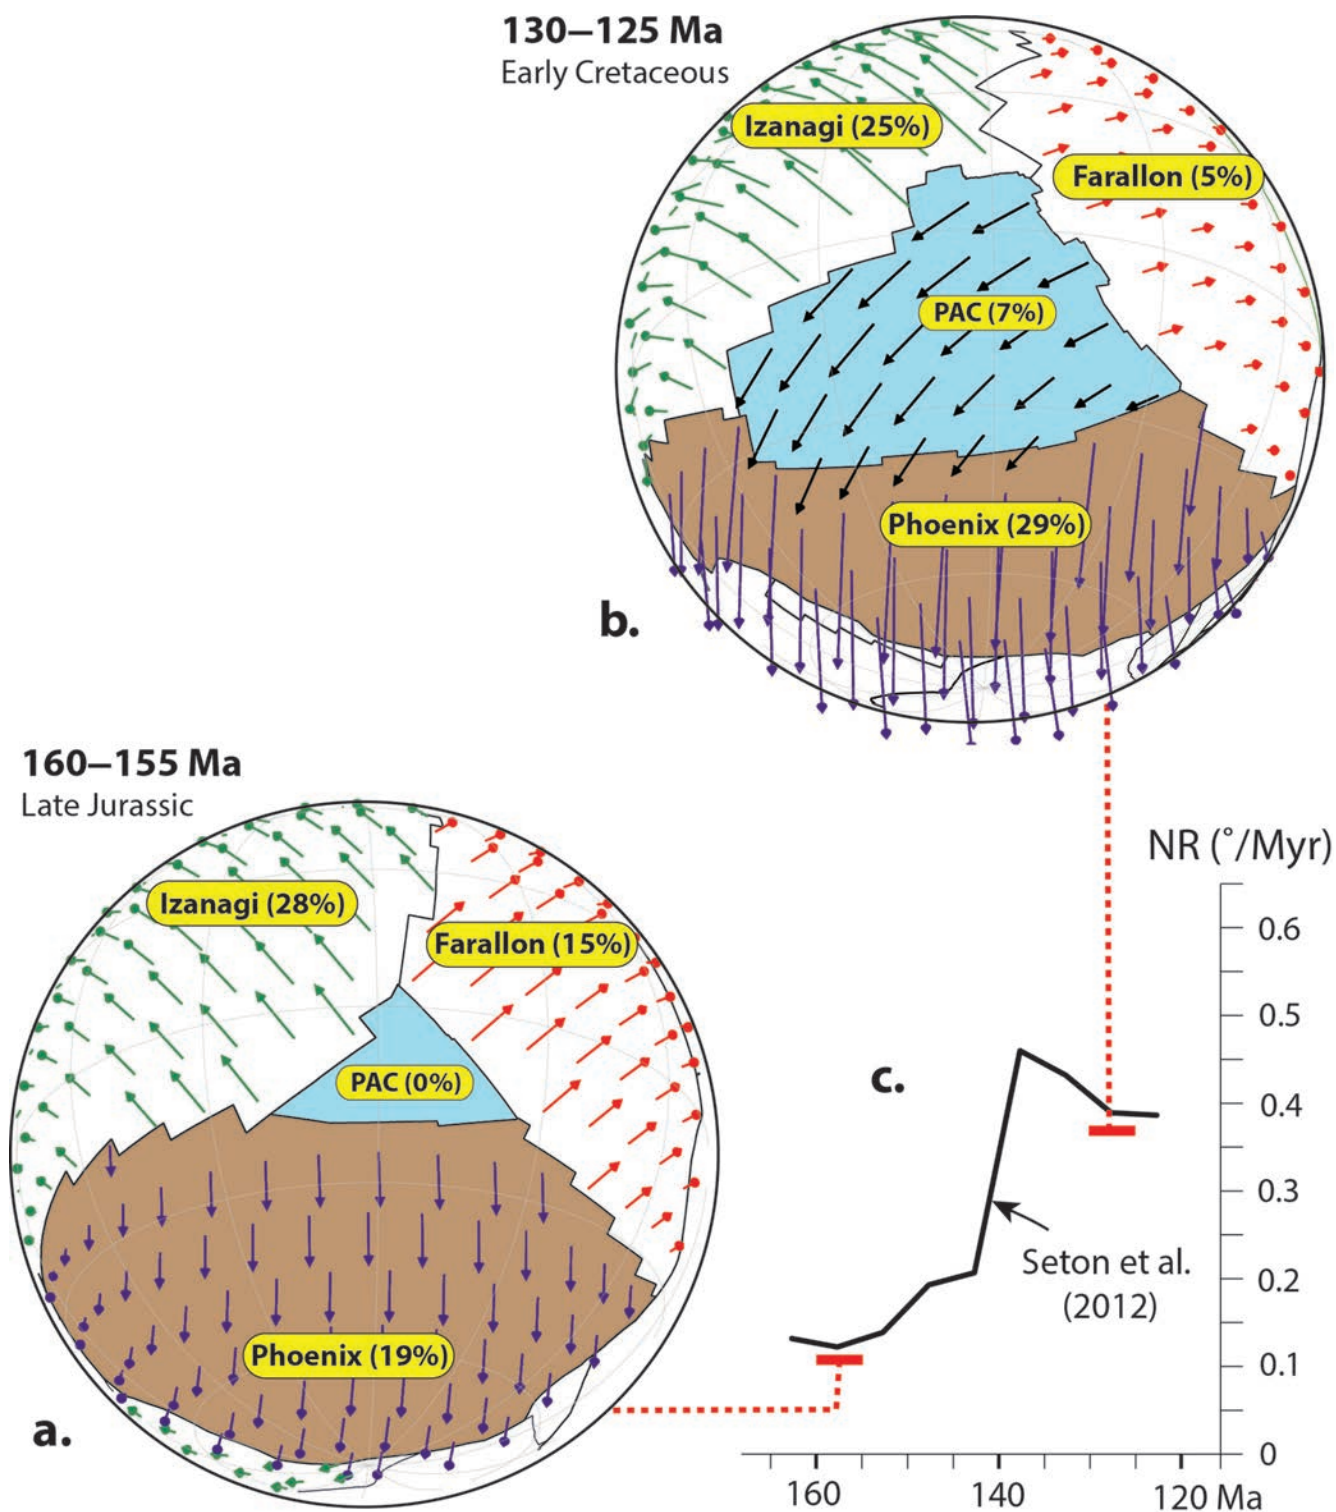 130–125 Ma
Early Cretaceous
Izanagi (25%)
Farallon (5%)
PAC (7%)
Phoenix (29%)
b.
160–155 Ma
Late Jurassic
Izanagi (28%)
Farallon (15%)
PAC (0%)
Phoenix (19%)
a.
NR (°/Myr)
0.6
0.5
0.4
0.3
0.2
0.1
0
c.
Seton et al.
(2012)
160
140
120 Ma